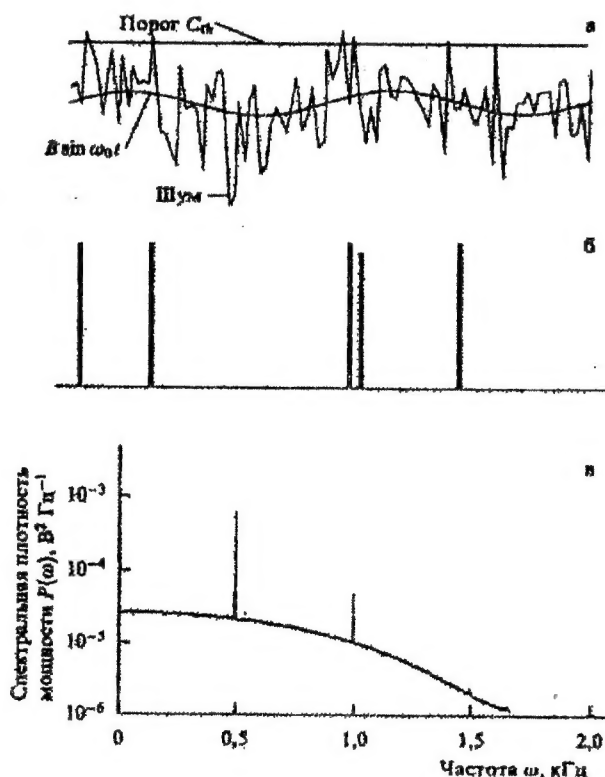 Порог C_th
а
B sin ω₀t
Шум
б
в
Спектральная плотность
мощности P(ω), В² Гц⁻¹
10⁻³
10⁻⁴
10⁻⁵
10⁻⁶
0
0,5
1,0
1,5
2,0
Частота ω, кГц